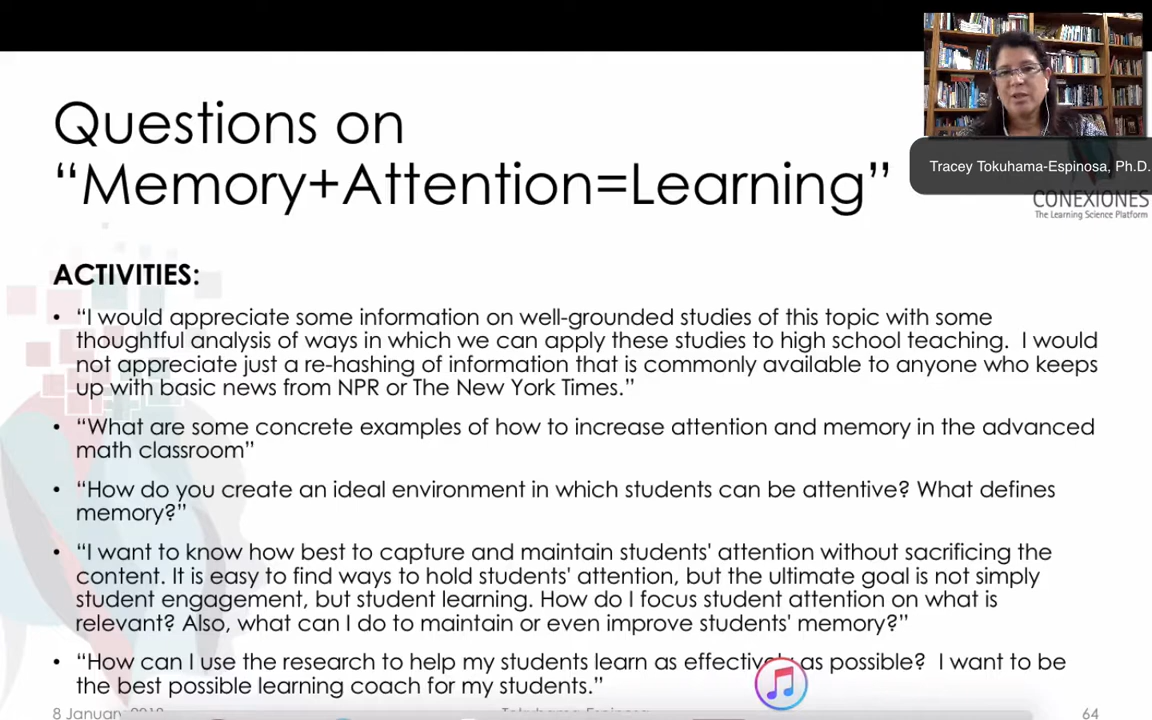 Questions on
“Memory+Attention=Learning”
Tracey Tokuhama-Espinosa, Ph.D.
CONEXIONES
The Learning Science Platform
ACTIVITIES:
• “I would appreciate some information on well-grounded studies of this topic with some
thoughtful analysis of ways in which we can apply these studies to high school teaching. I would
not appreciate just a re-hashing of information that is commonly available to anyone who keeps
up with basic news from NPR or The New York Times.”
• “What are some concrete examples of how to increase attention and memory in the advanced
math classroom”
• “How do you create an ideal environment in which students can be attentive? What defines
memory?”
• “I want to know how best to capture and maintain students' attention without sacrificing the
content. It is easy to find ways to hold students' attention, but the ultimate goal is not simply
student engagement, but student learning. How do I focus student attention on what is
relevant? Also, what can I do to maintain or even improve students' memory?”
• “How can I use the research to help my students learn as effectively as possible? I want to be
the best possible learning coach for my students.”
8 January
Tokuhama-Espinosa
64